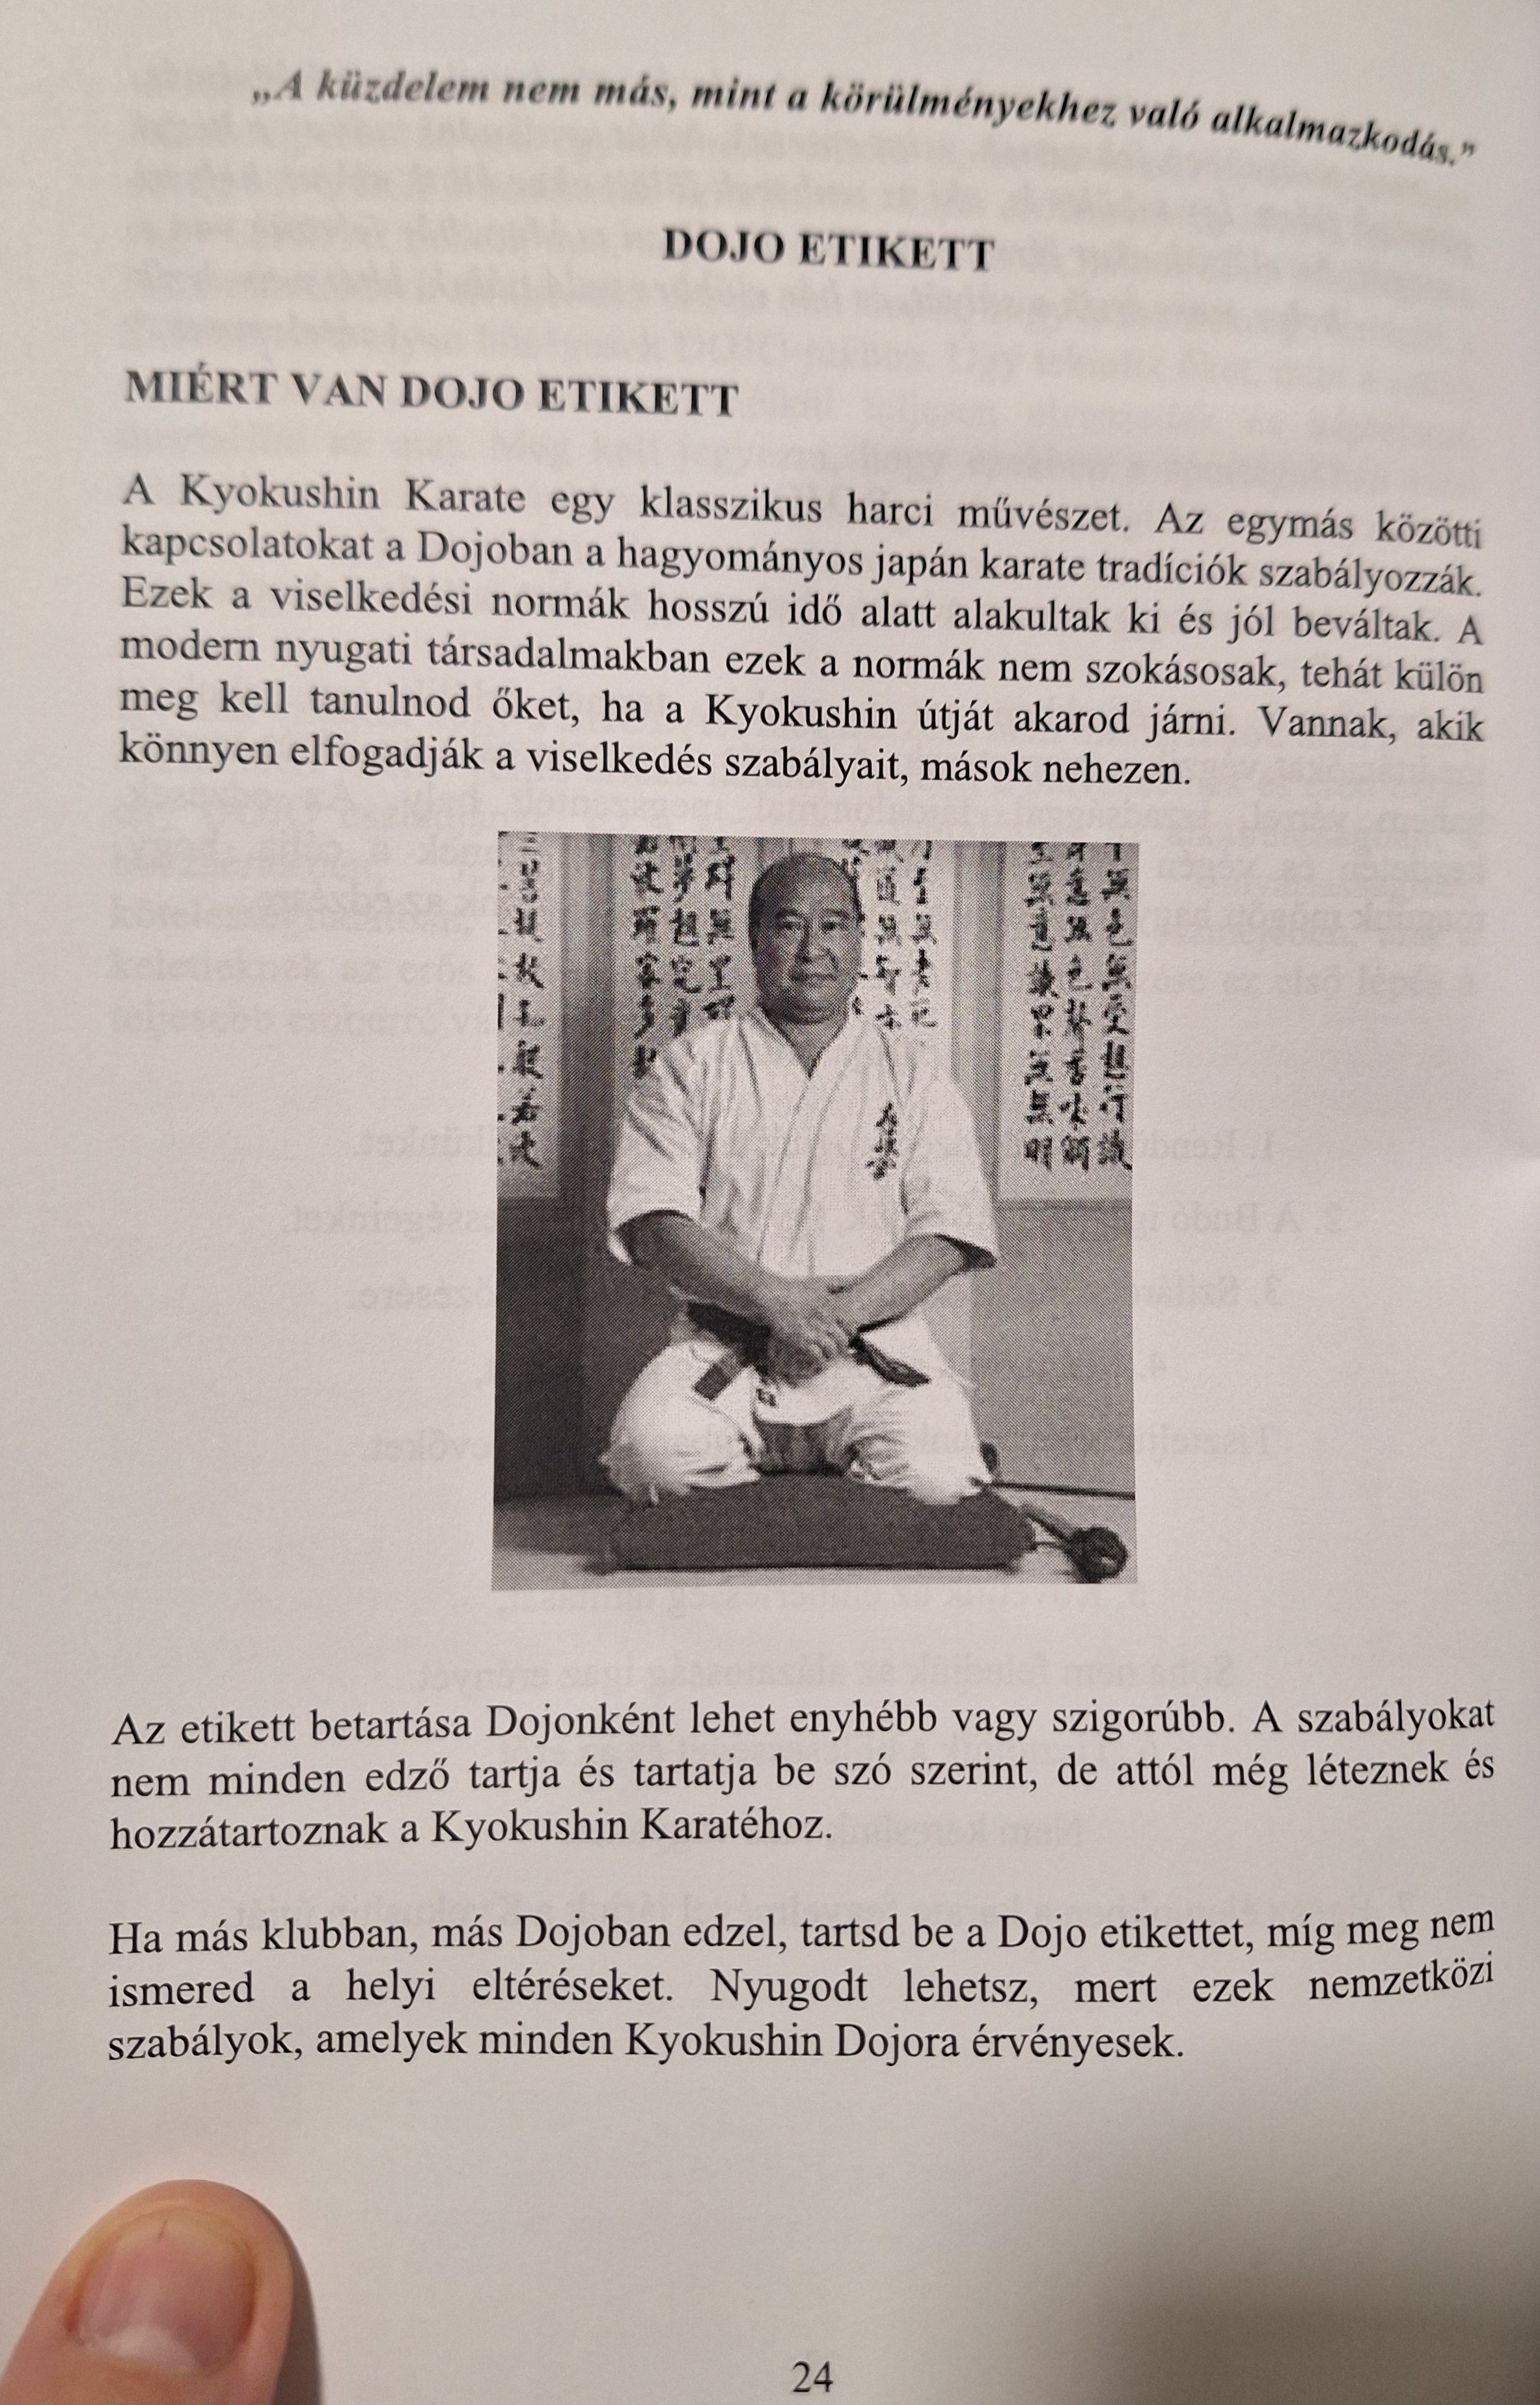 „A küzdelem nem más, mint a körülményekhez való alkalmazkodás.”
DOJO ETIKETT
MIÉRT VAN DOJO ETIKETT
A Kyokushin Karate egy klasszikus harci művészet. Az egymás közötti
kapcsolatokat a Dojoban a hagyományos japán karate tradíciók szabályozzák.
Ezek a viselkedési normák hosszú idő alatt alakultak ki és jól beváltak. A
modern nyugati társadalmakban ezek a normák nem szokásosak, tehát külön
meg kell tanulnod őket, ha a Kyokushin útját akarod járni. Vannak, akik
könnyen elfogadják a viselkedés szabályait, mások nehezen.
Az etikett betartása Dojonként lehet enyhébb vagy szigorúbb. A szabályokat
nem minden edző tartja és tartatja be szó szerint, de attól még léteznek és
hozzátartoznak a Kyokushin Karatéhoz.
Ha más klubban, más Dojoban edzel, tartsd be a Dojo etikettet, míg meg nem
ismered a helyi eltéréseket. Nyugodt lehetsz, mert ezek nemzetközi
szabályok, amelyek minden Kyokushin Dojora érvényesek.
24